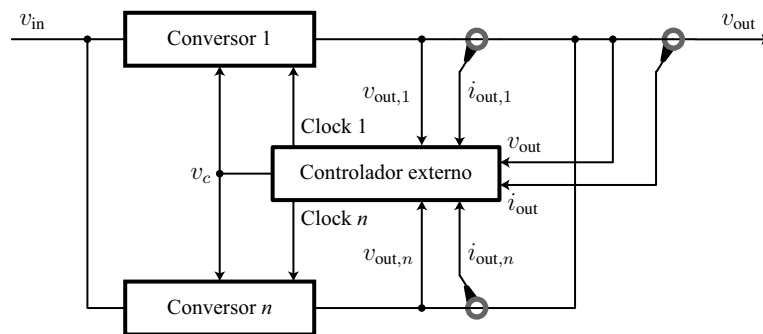 v_in
Conversor 1
v_out
v_out,1
i_out,1
Clock 1
v_out
v_c
Controlador externo
i_out
Clock n
v_out,n
i_out,n
Conversor n